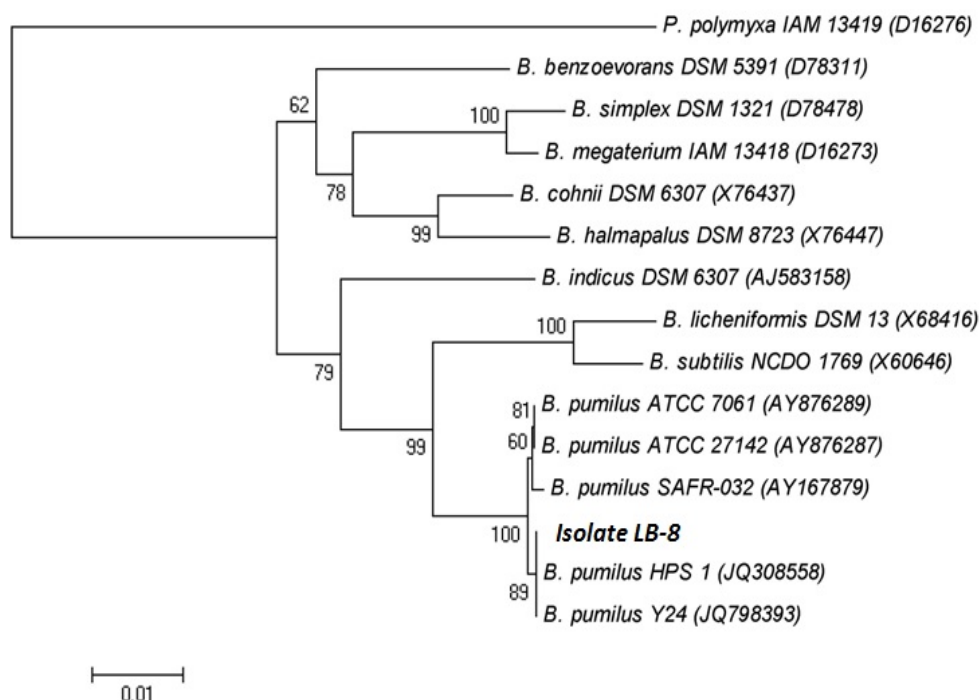 P. polymyxa IAM 13419 (D16276)
B. benzoevorans DSM 5391 (D78311)
62
B. simplex DSM 1321 (D78478)
100
B. megaterium IAM 13418 (D16273)
78
B. cohnii DSM 6307 (X76437)
99
B. halmapalus DSM 8723 (X76447)
B. indicus DSM 6307 (AJ583158)
79
B. licheniformis DSM 13 (X68416)
100
B. subtilis NCDO 1769 (X60646)
99
B. pumilus ATCC 7061 (AY876289)
81
B. pumilus ATCC 27142 (AY876287)
60
B. pumilus SAFR-032 (AY167879)
100
Isolate LB-8
B. pumilus HPS 1 (JQ308558)
89
B. pumilus Y24 (JQ798393)
0.01